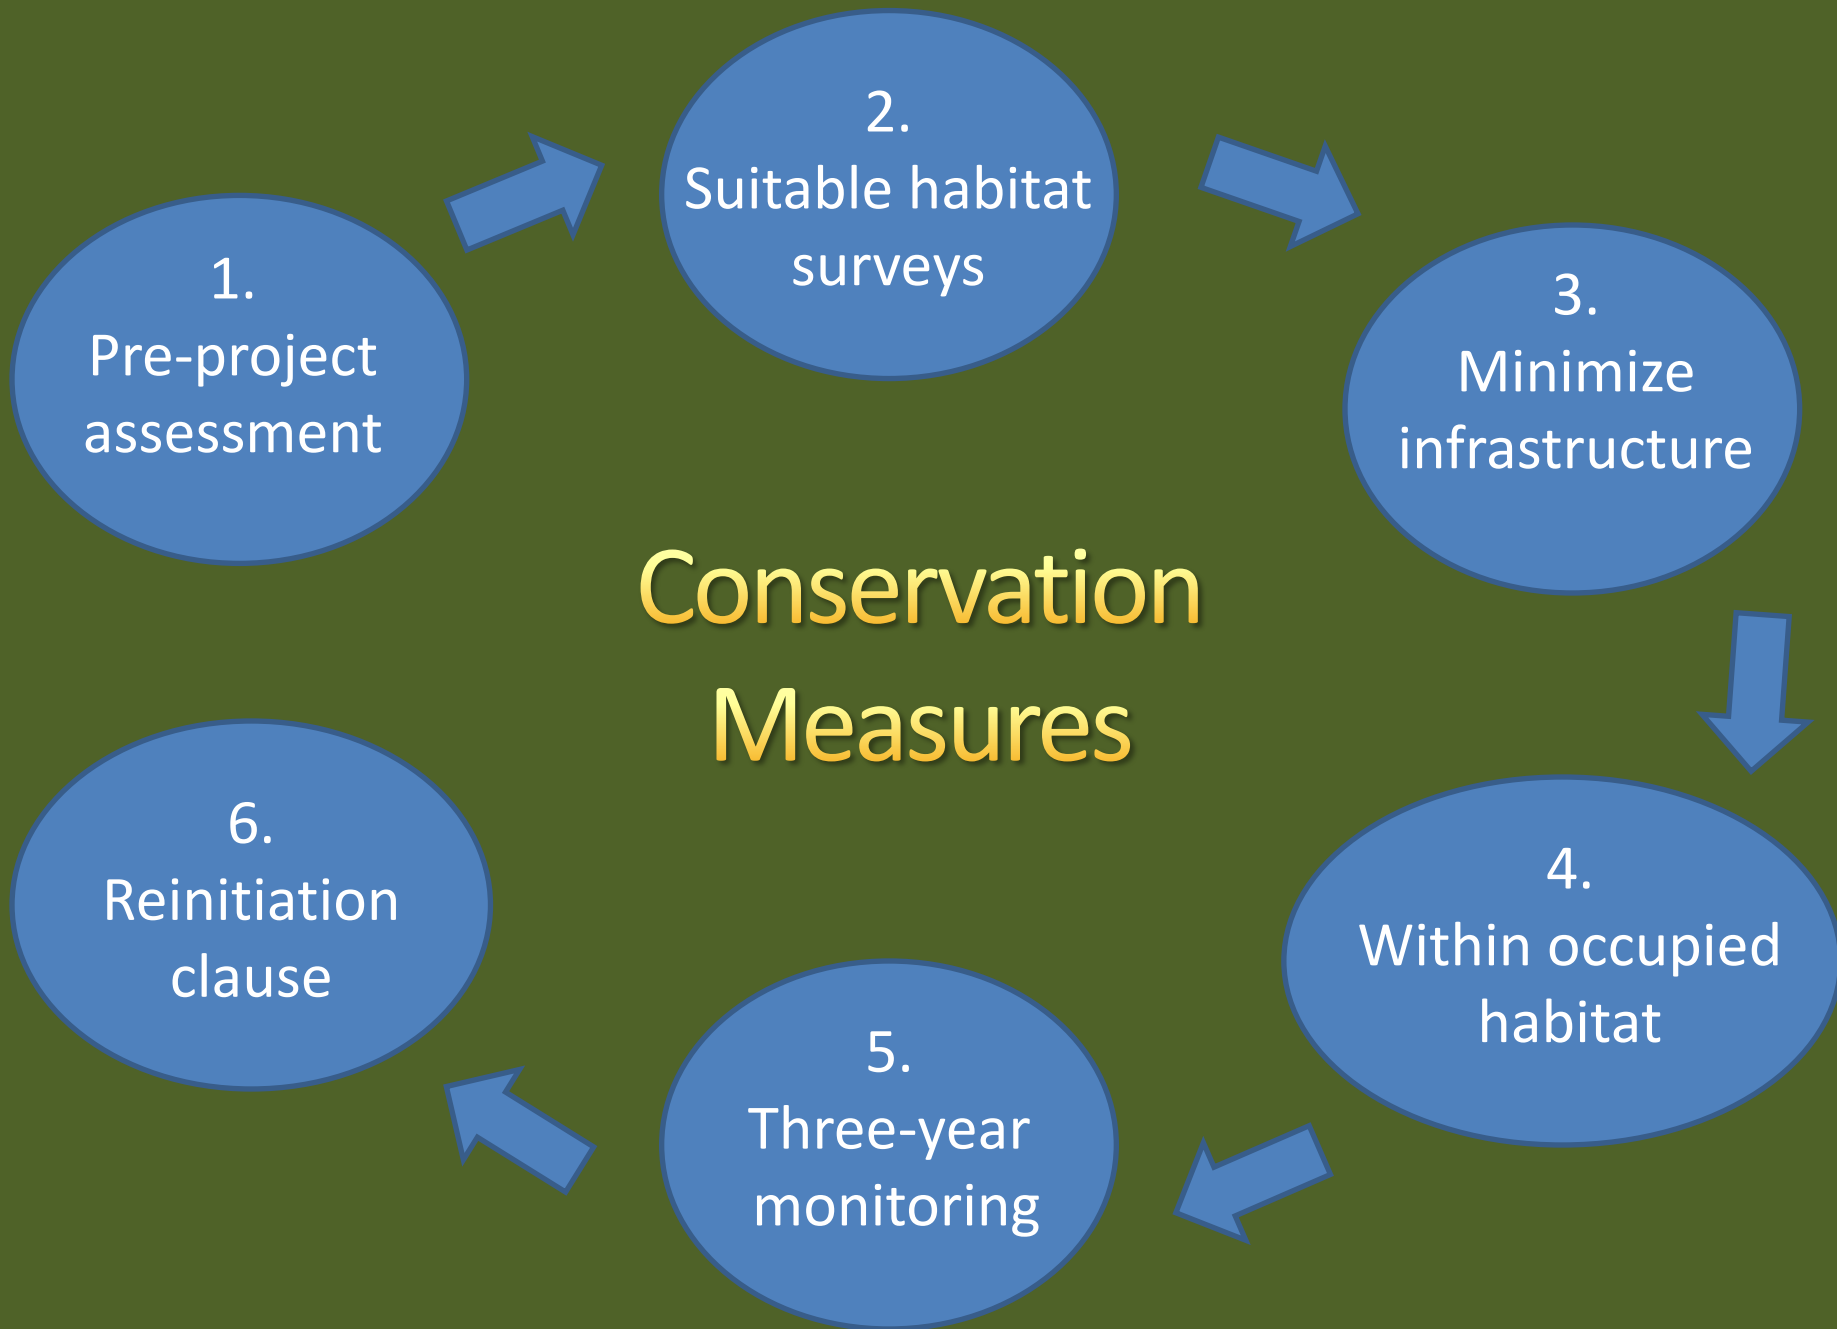 1.
Pre-project
assessment
2.
Suitable habitat
surveys
3.
Minimize
infrastructure
Conservation
Measures
4.
Within occupied
habitat
5.
Three-year
monitoring
6.
Reinitiation
clause